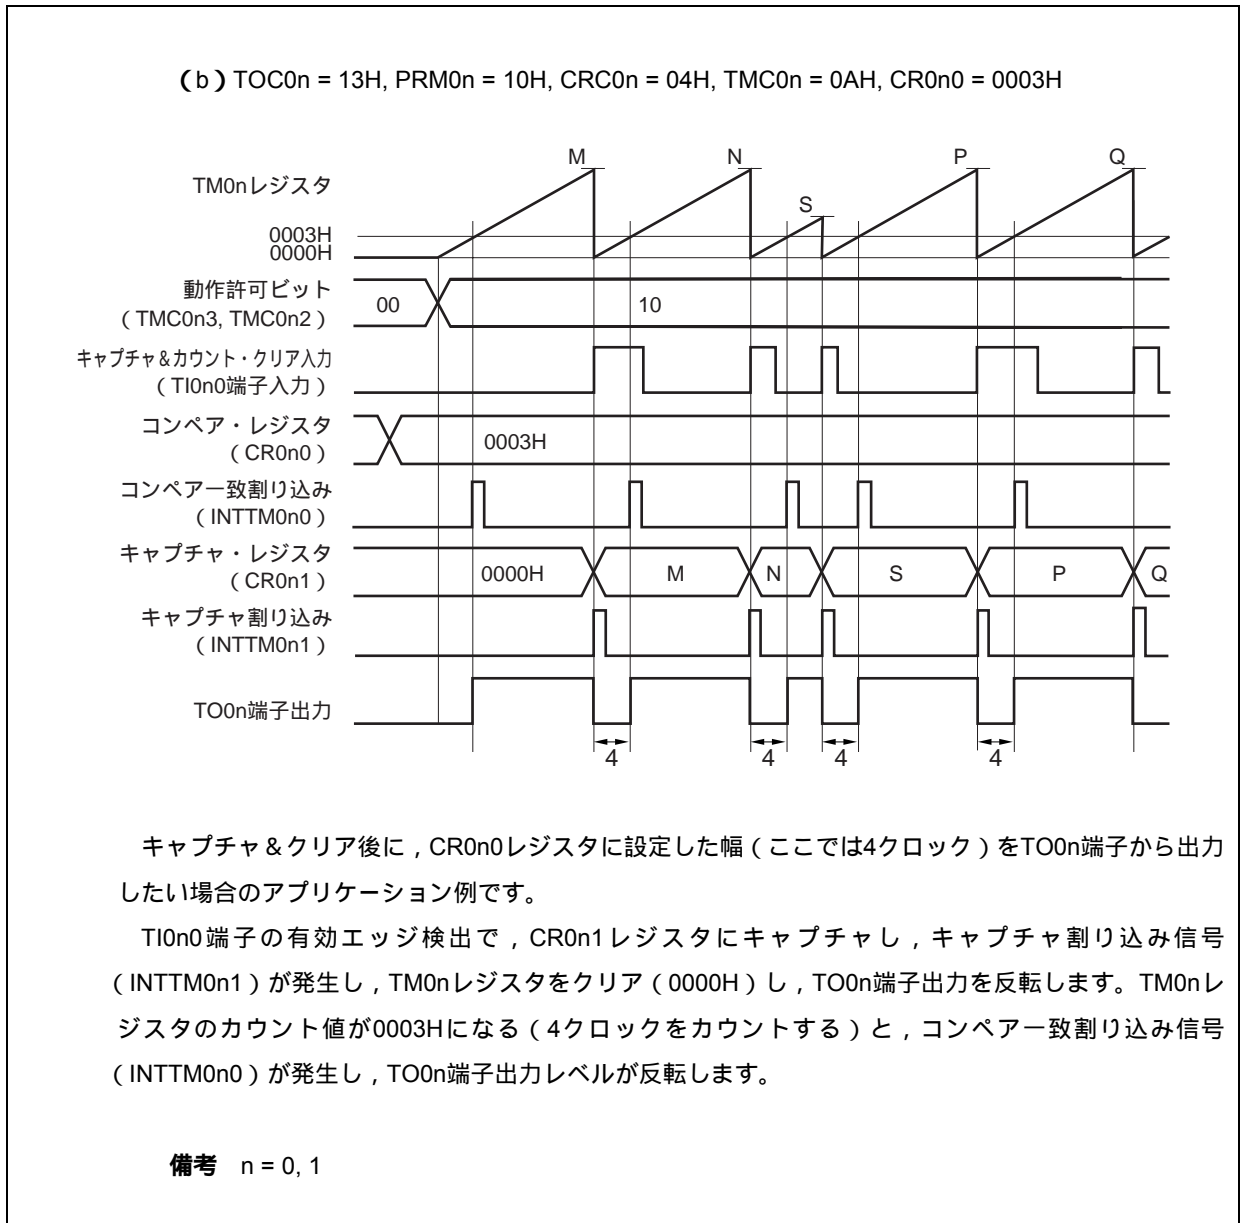 （b）TOC0n = 13H, PRM0n = 10H, CRC0n = 04H, TMC0n = 0AH, CR0n0 = 0003H
M N S P Q
TM0nレジスタ
0003H
0000H
動作許可ビット
（TMC0n3, TMC0n2）
00 10
キャプチャ＆カウント・クリア入力
（TI0n0端子入力）
コンペア・レジスタ
（CR0n0）
0003H
コンペア一致割り込み
（INTTM0n0）
キャプチャ・レジスタ
（CR0n1）
0000H M N S P Q
キャプチャ割り込み
（INTTM0n1）
TO0n端子出力
4 4 4 4
キャプチャ＆クリア後に，CR0n0レジスタに設定した幅（ここでは4クロック）をTO0n端子から出力
したい場合のアプリケーション例です。
TI0n0端子の有効エッジ検出で，CR0n1レジスタにキャプチャし，キャプチャ割り込み信号
（INTTM0n1）が発生し，TM0nレジスタをクリア（0000H）し，TO0n端子出力を反転します。TM0nレ
ジスタのカウント値が0003Hになる（4クロックをカウントする）と，コンペア一致割り込み信号
（INTTM0n0）が発生し，TO0n端子出力レベルが反転します。
備考 n = 0, 1